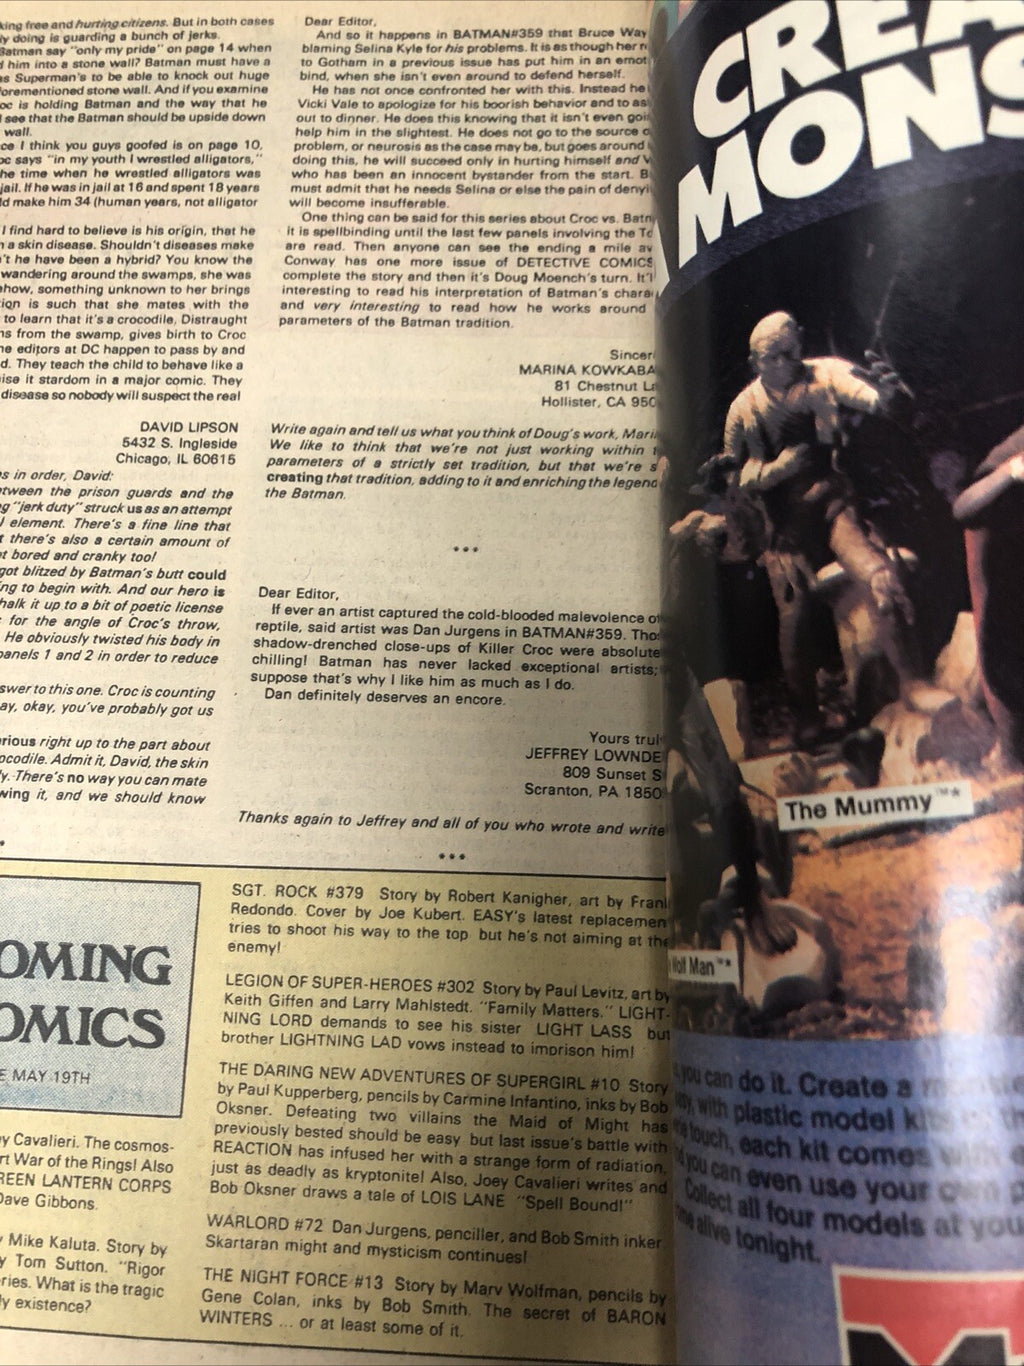 king free and hurting citizens. But in both cases
ly doing is guarding a bunch of jerks.
Batman say "only my pride" on page 14 when
d him into a stone wall? Batman must have a
as Superman's to be able to knock out huge
orementioned stone wall. And if you examine
oc is holding Batman and the way that he
l see that the Batman should be upside down
wall.
ce I think you guys goofed is on page 10,
oc says "in my youth I wrestled alligators,"
he time when he wrestled alligators was
jail. If he was in jail at 16 and spent 18 years
ld make him 34 (human years, not alligator
I find hard to believe is his origin, that he
n a skin disease. Shouldn't diseases make
't he have been a hybrid? You know the
wandering around the swamps, she was
ehow, something unknown to her brings
tion is such that she mates with the
to learn that it's a crocodile. Distraught
ns from the swamp, gives birth to Croc
he editors at DC happen to pass by and
d. They teach the child to behave like a
ise it stardom in a major comic. They
disease so nobody will suspect the real
DAVID LIPSON
5432 S. Ingleside
Chicago, IL 60615
s in order, David:
tween the prison guards and the
g "jerk duty" struck us as an attempt
l element. There's a fine line that
t there's also a certain amount of
t bored and cranky too!
got blitzed by Batman's butt could
ing to begin with. And our hero is
halk it up to a bit of poetic license
for the angle of Croc's throw,
He obviously twisted his body in
panels 1 and 2 in order to reduce
swer to this one. Croc is counting
ay, okay, you've probably got us
rious right up to the part about
ocodile. Admit it, David, the skin
ly. There's no way you can mate
wing it, and we should know
Dear Editor,
And so it happens in BATMAN#359 that Bruce Way
blaming Selina Kyle for his problems. It is as though her r
to Gotham in a previous issue has put him in an emot
bind, when she isn't even around to defend herself.
He has not once confronted her with this. Instead he
Vicki Vale to apologize for his boorish behavior and to as
out to dinner. He does this knowing that it isn't even goi
help him in the slightest. He does not go to the source o
problem, or neurosis as the case may be, but goes around
doing this, he will succeed only in hurting himself and V
who has been an innocent bystander from the start. B
must admit that he needs Selina or else the pain of denyi
will become insufferable.
One thing can be said for this series about Croc vs. Batn
it is spellbinding until the last few panels involving the To
are read. Then anyone can see the ending a mile av
Conway has one more issue of DETECTIVE COMICS
complete the story and then it's Doug Moench's turn. It'l
interesting to read his interpretation of Batman's chara
and very interesting to read how he works around
parameters of the Batman tradition.
Sincer
MARINA KOWKABA
81 Chestnut La
Hollister, CA 950
Write again and tell us what you think of Doug's work, Mari
We like to think that we're not just working within t
parameters of a strictly set tradition, but that we're s
creating that tradition, adding to it and enriching the legend
the Batman.
•••
Dear Editor,
If ever an artist captured the cold-blooded malevolence of
reptile, said artist was Dan Jurgens in BATMAN#359. Tho
shadow-drenched close-ups of Killer Croc were absolute
chilling! Batman has never lacked exceptional artists;
suppose that's why I like him as much as I do.
Dan definitely deserves an encore.
Yours trul
JEFFREY LOWNDE
809 Sunset S
Scranton, PA 1850
Thanks again to Jeffrey and all of you who wrote and write
•••
OMING
OMICS
E MAY 19TH
y Cavalieri. The cosmos-
rt War of the Rings! Also
REEN LANTERN CORPS
Dave Gibbons.
y Mike Kaluta. Story by
y Tom Sutton. "Rigor
ries. What is the tragic
ly existence?
SGT. ROCK #379 Story by Robert Kanigher, art by Fran
Redondo. Cover by Joe Kubert. EASY's latest replacemen
tries to shoot his way to the top but he's not aiming at the
enemy!
LEGION OF SUPER-HEROES #302 Story by Paul Levitz, art by
Keith Giffen and Larry Mahlstedt. "Family Matters." LIGHT-
NING LORD demands to see his sister LIGHT LASS but
brother LIGHTNING LAD vows instead to imprison him!
THE DARING NEW ADVENTURES OF SUPERGIRL #10 Story
by Paul Kupperberg, pencils by Carmine Infantino, inks by Bob
Oksner. Defeating two villains the Maid of Might has
previously bested should be easy but last issue's battle with
REACTION has infused her with a strange form of radiation,
just as deadly as kryptonite! Also, Joey Cavalieri writes and
Bob Oksner draws a tale of LOIS LANE "Spell Bound!"
WARLORD #72 Dan Jurgens, penciller, and Bob Smith inker.
Skartaran might and mysticism continues!
THE NIGHT FORCE #13 Story by Marv Wolfman, pencils by
Gene Colan, inks by Bob Smith. The secret of BARON
WINTERS ... or at least some of it.
CREA
MONS
The Mummy™*
Wolf Man™*
you can do it. Create a
with plastic model
touch, each kit comes
you can even use your own
Collect all four models at you
alive tonight.